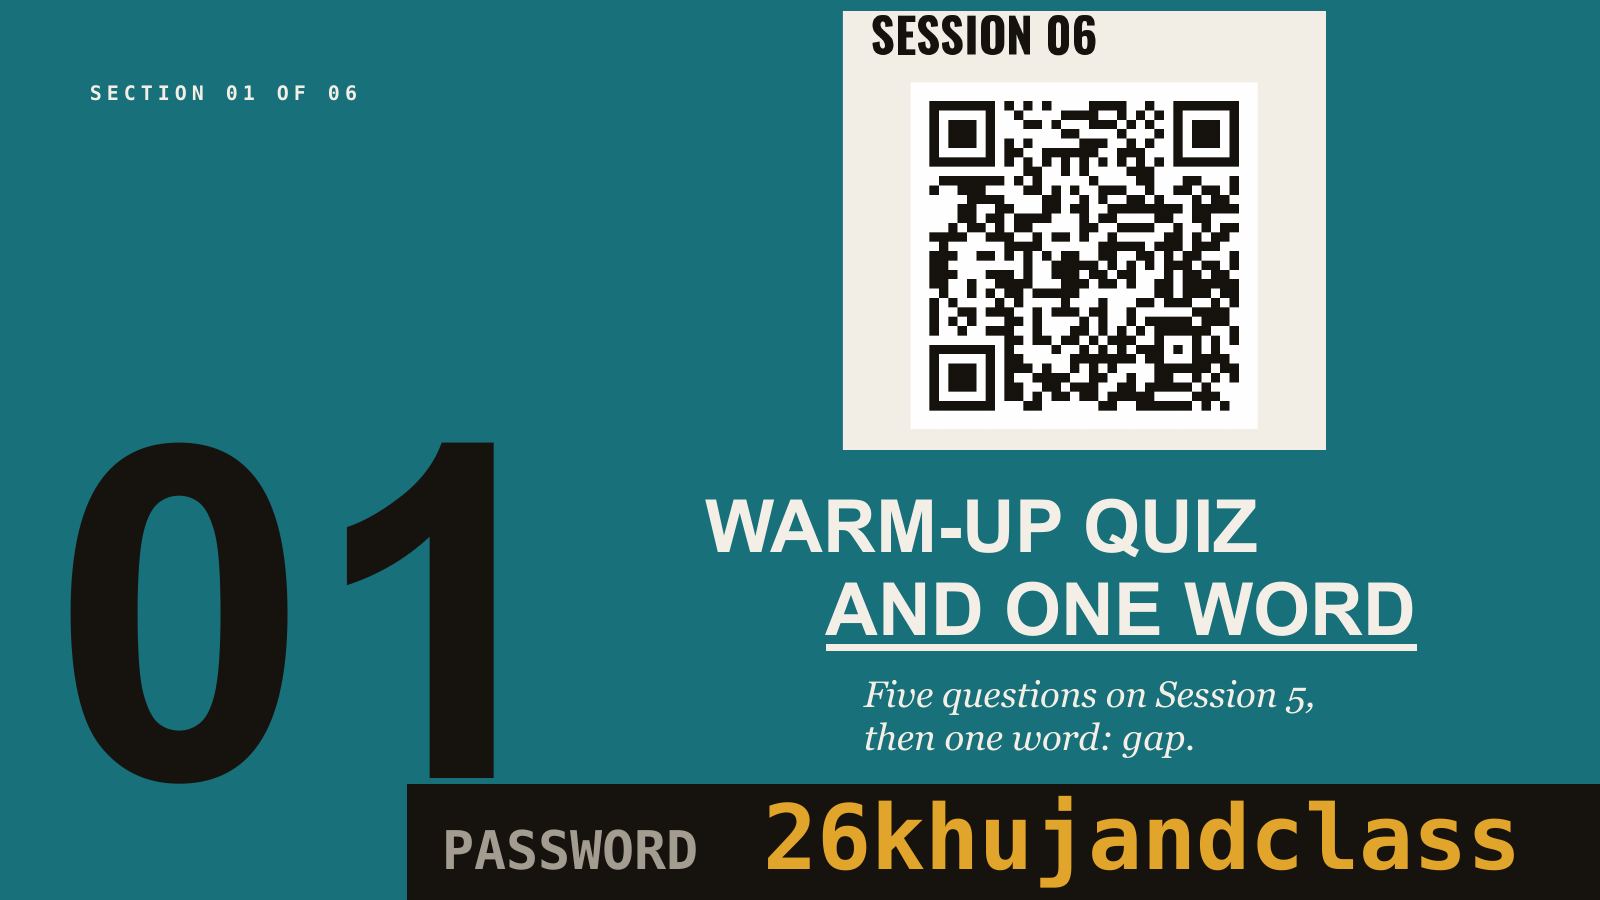 SESSION 06
SECTION 01 OF 06
01
WARM-UP QUIZ
AND ONE WORD
Five questions on Session 5,
then one word: gap.
PASSWORD 26khujandclass